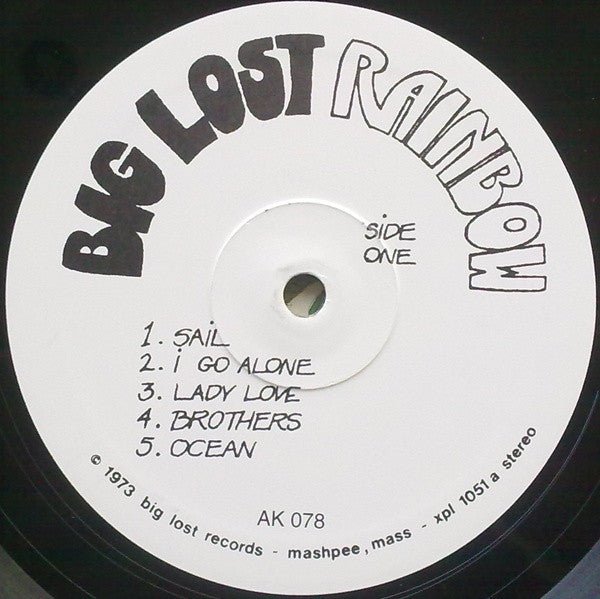 BIG LOST RAINBOW
SiDE
ONE
1. SAiL
2. i GO ALONE
3. LADY LOVE
4. BROTHERS
5. OCEAN
AK 078
© 1973 big lost records - mashpee, mass - xpl 1051 a stereo